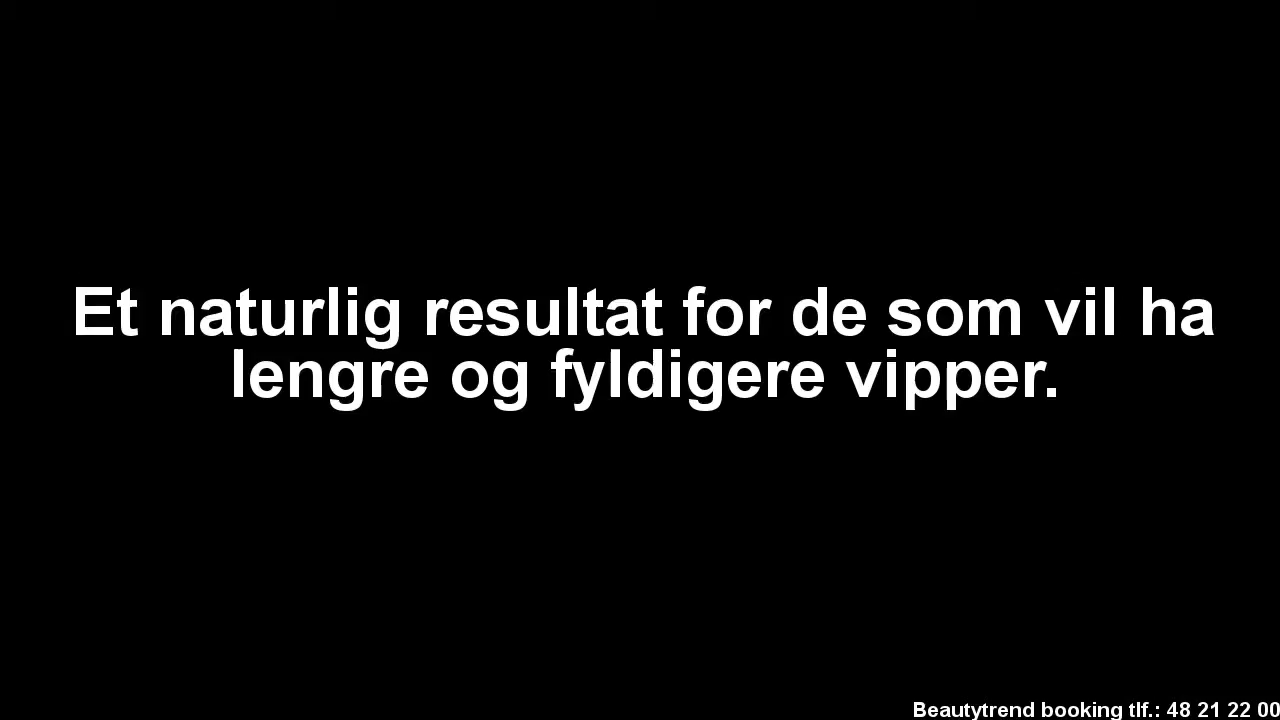 Et naturlig resultat for de som vil ha
lengre og fyldigere vipper.
Beautytrend booking tlf.: 48 21 22 00